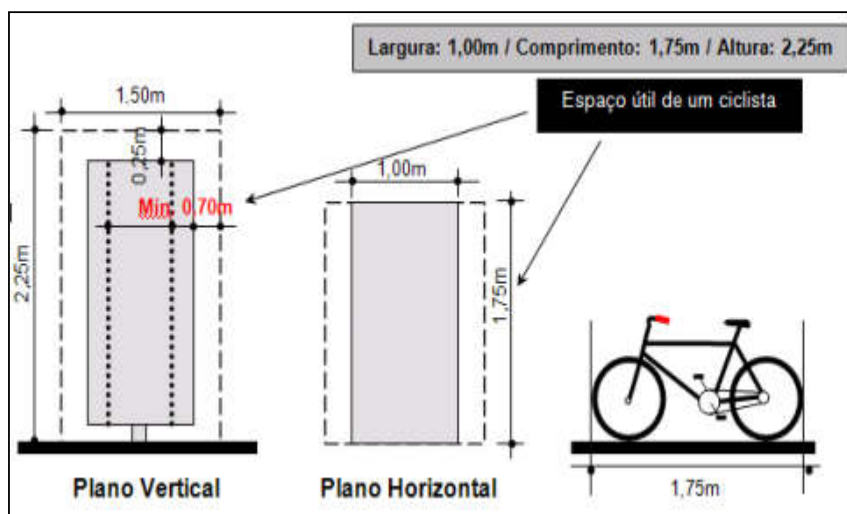 Largura: 1,00m / Comprimento: 1,75m / Altura: 2,25m
Espaço útil de um ciclista
1,50m
0,25m
Min. 0,70m
2,25m
1,00m
1,75m
Plano Vertical
Plano Horizontal
1,75m